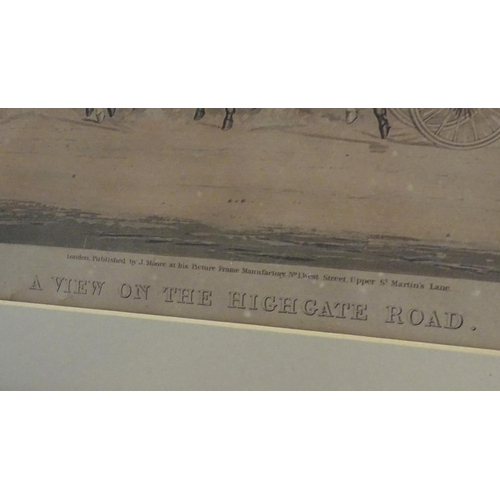 London, Published by J. Moore, at his Picture Frame Manufactory, West Street, Upper St Martin's Lane.
A VIEW ON THE HIGHGATE ROAD.